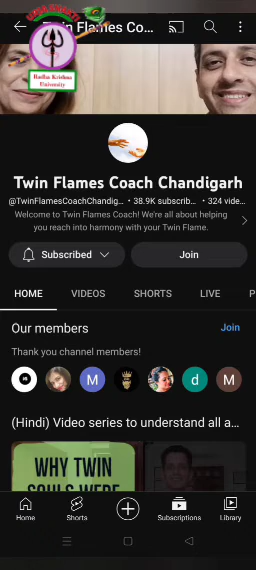 UMAKANT
Radha Krishna
University
Twin Flames Co...
Twin Flames Coach Chandigarh
@TwinFlamesCoachChandig... • 38.9K subscrib... • 324 vide...
Welcome to Twin Flames Coach! We're all about helping
you reach into harmony with your Twin Flame.
Subscribed
Join
HOME VIDEOS SHORTS LIVE P
Our members
Join
Thank you channel members!
M
d
M
(Hindi) Video series to understand all a...
WHY TWIN
SOULS WERE
Home Shorts Subscriptions Library